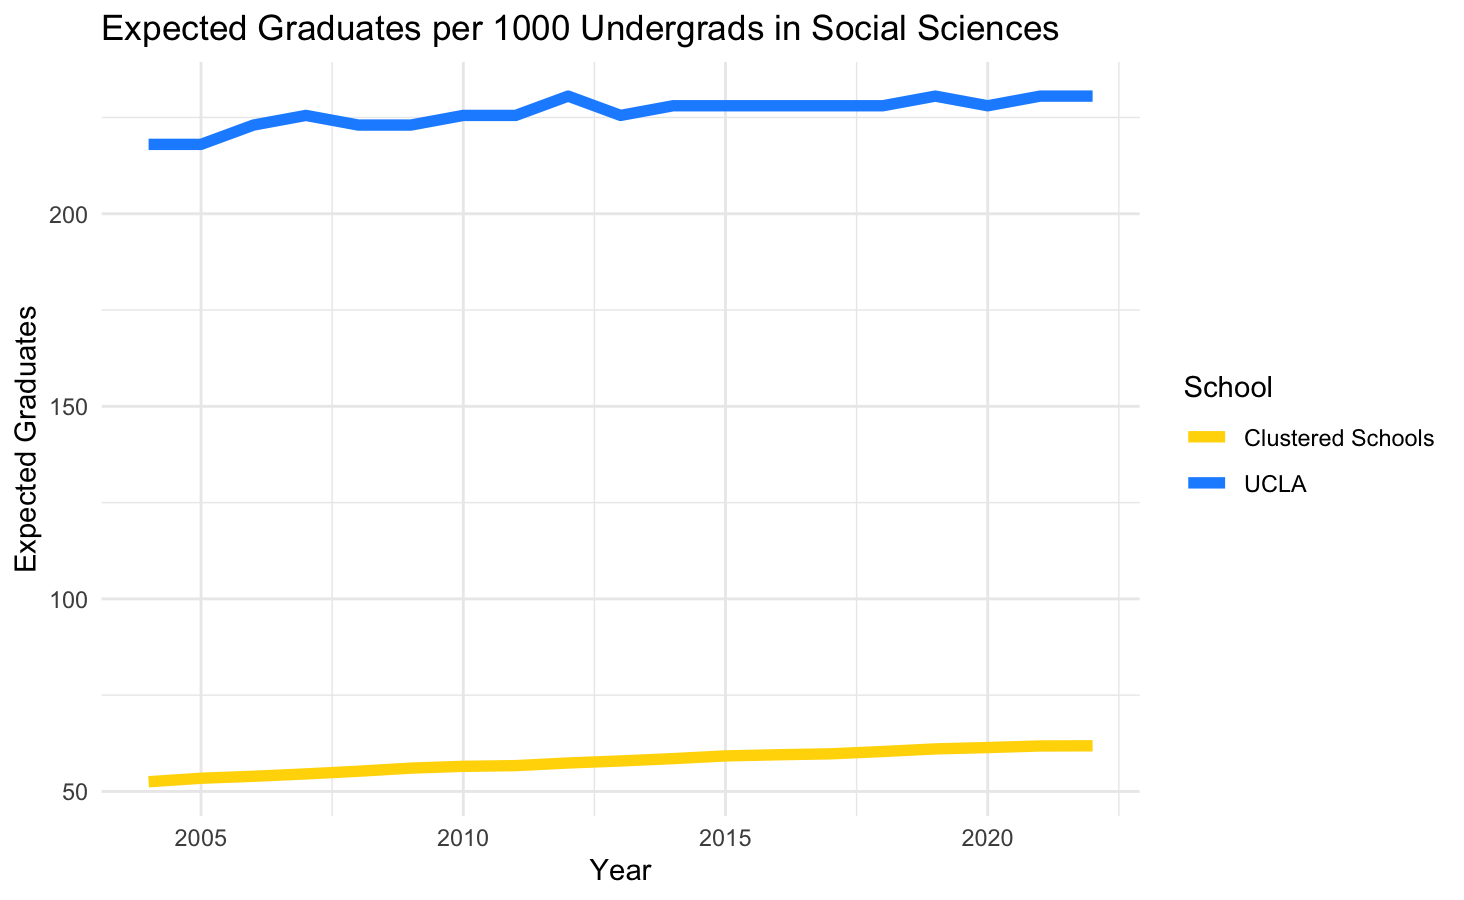 Expected Graduates per 1000 Undergrads in Social Sciences
Expected Graduates
200
150
100
50
2005 2010 2015 2020
Year
School
Clustered Schools
UCLA